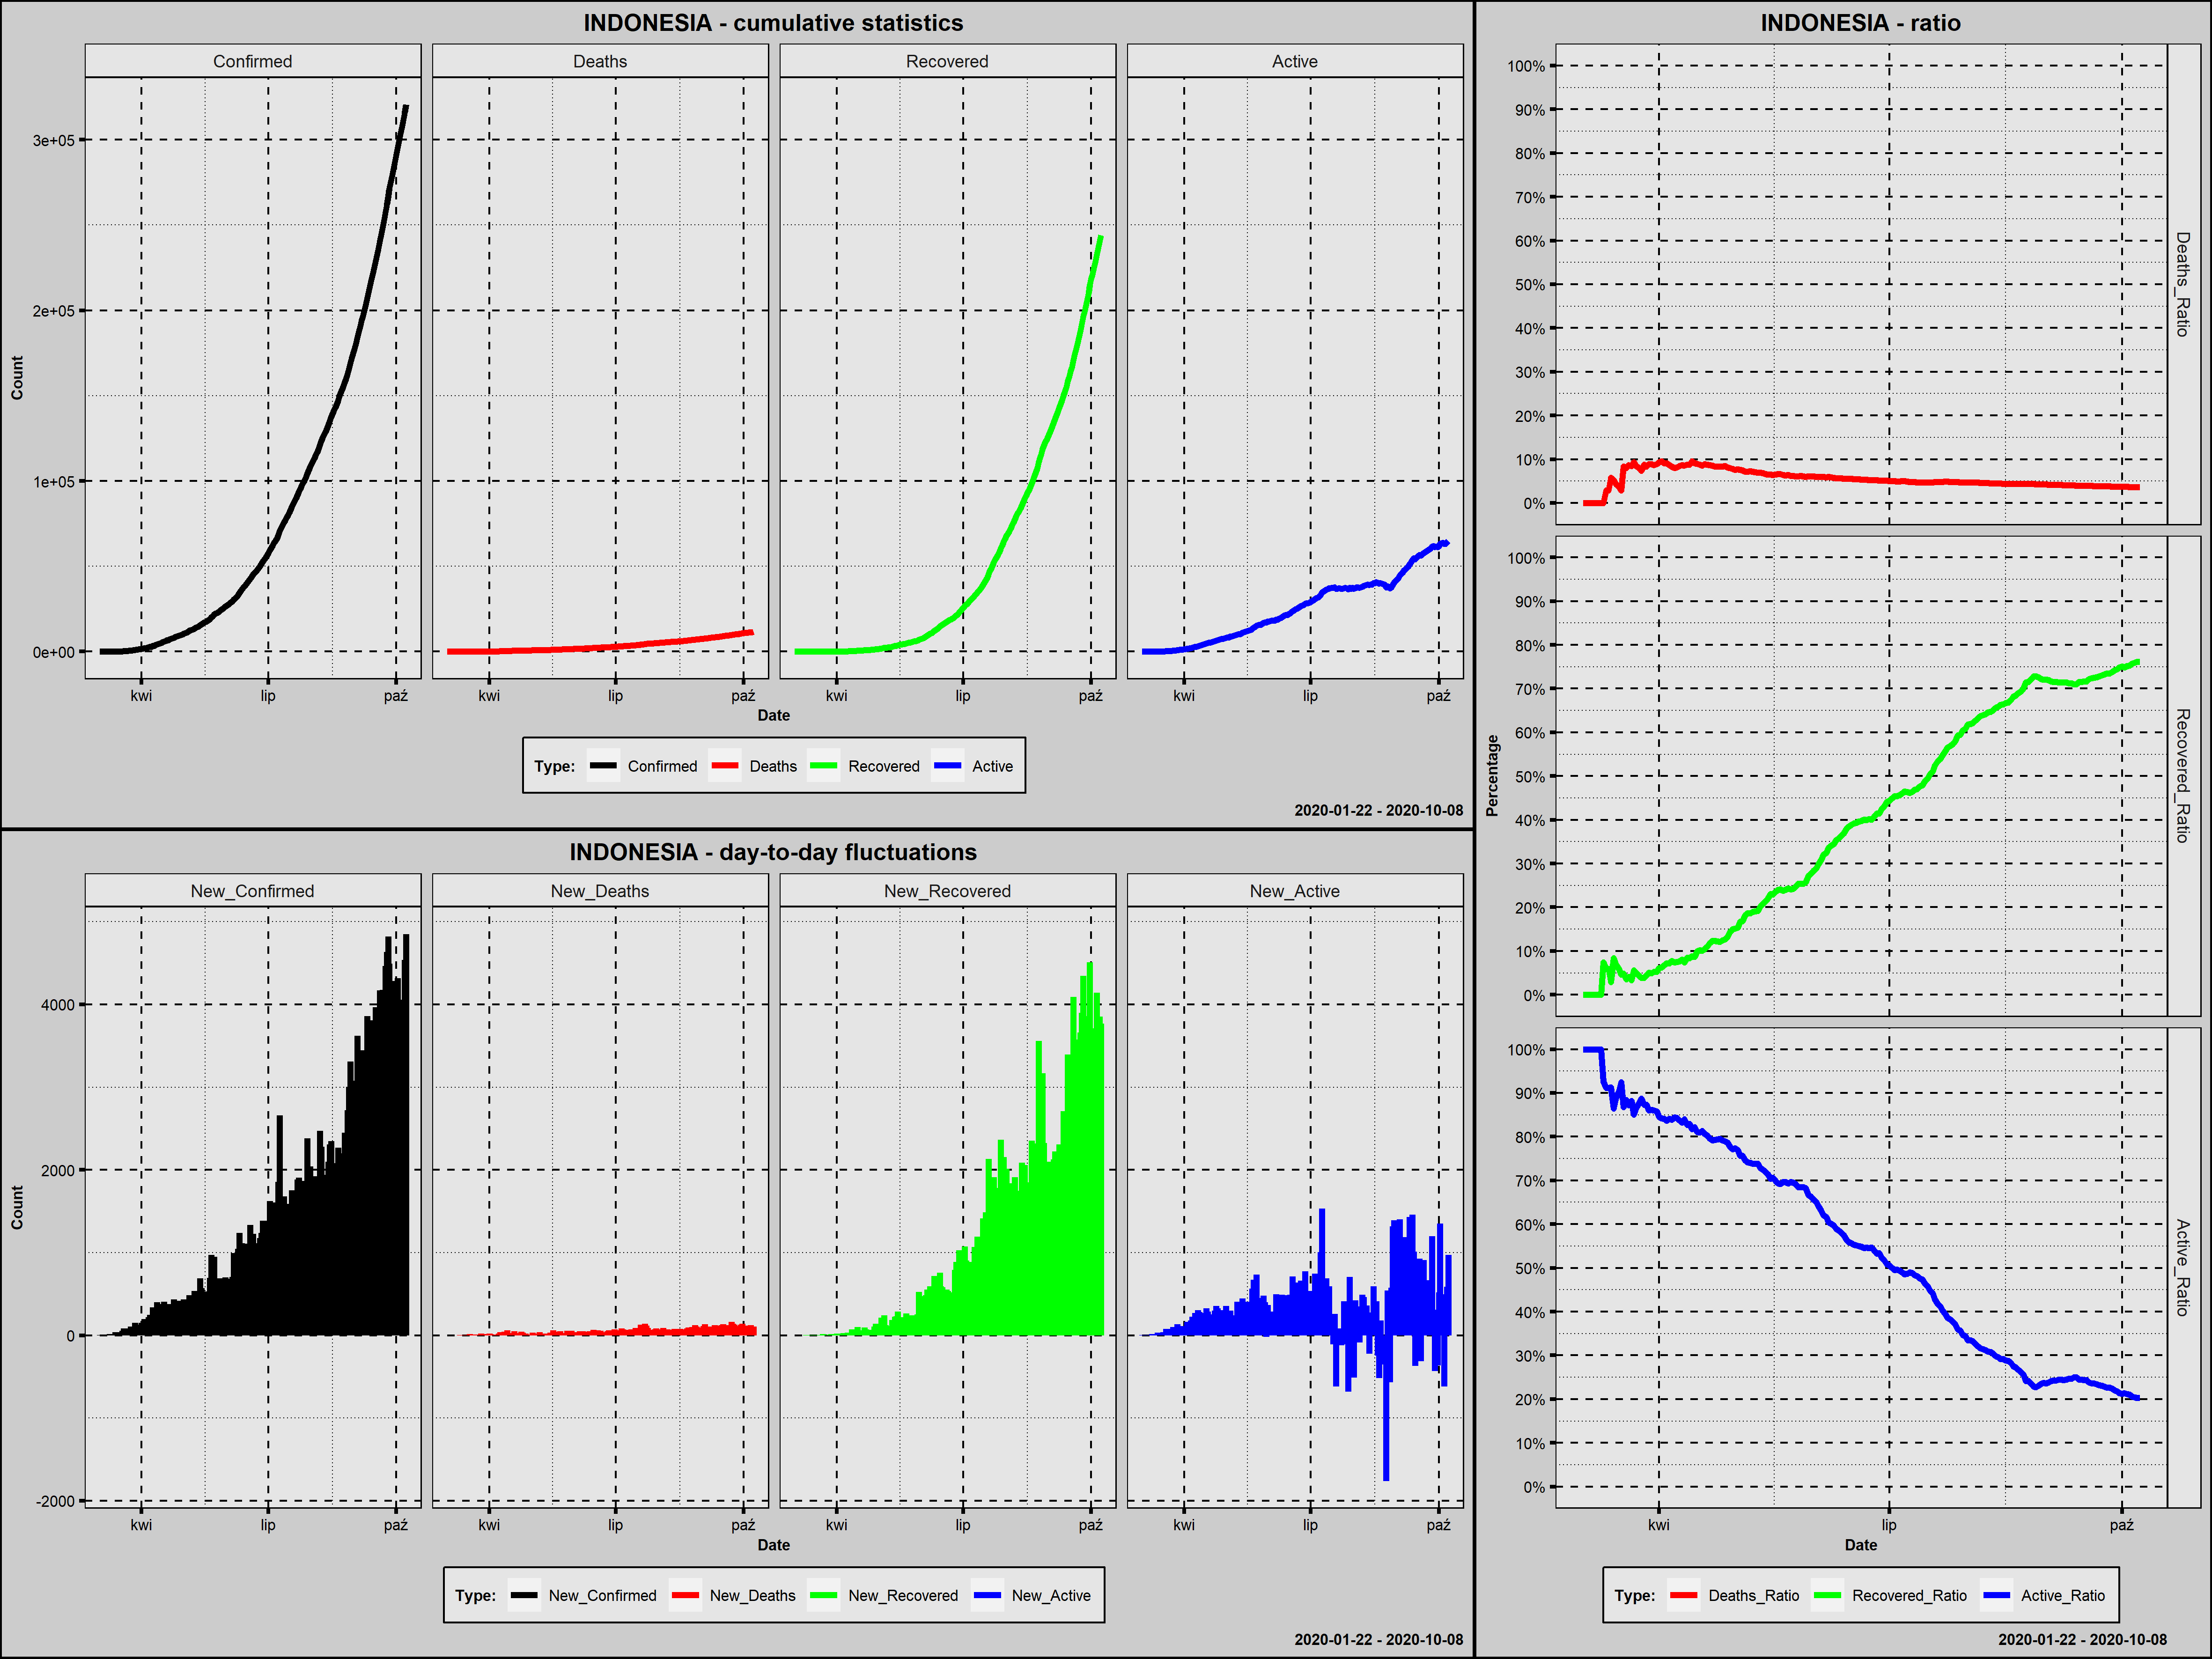 INDONESIA - cumulative statistics
Confirmed Deaths Recovered Active
Count
3e+05
2e+05
1e+05
0e+00
kwi lip paź kwi lip paź kwi lip paź kwi lip paź
Date
Type: Confirmed Deaths Recovered Active
2020-01-22 - 2020-10-08
INDONESIA - day-to-day fluctuations
New_Confirmed New_Deaths New_Recovered New_Active
Count
4000
2000
0
-2000
kwi lip paź kwi lip paź kwi lip paź kwi lip paź
Date
Type: New_Confirmed New_Deaths New_Recovered New_Active
2020-01-22 - 2020-10-08
INDONESIA - ratio
Percentage
100%
90%
80%
70%
60%
50%
40%
30%
20%
10%
0%
Deaths_Ratio
100%
90%
80%
70%
60%
50%
40%
30%
20%
10%
0%
Recovered_Ratio
100%
90%
80%
70%
60%
50%
40%
30%
20%
10%
0%
Active_Ratio
kwi lip paź
Date
Type: Deaths_Ratio Recovered_Ratio Active_Ratio
2020-01-22 - 2020-10-08